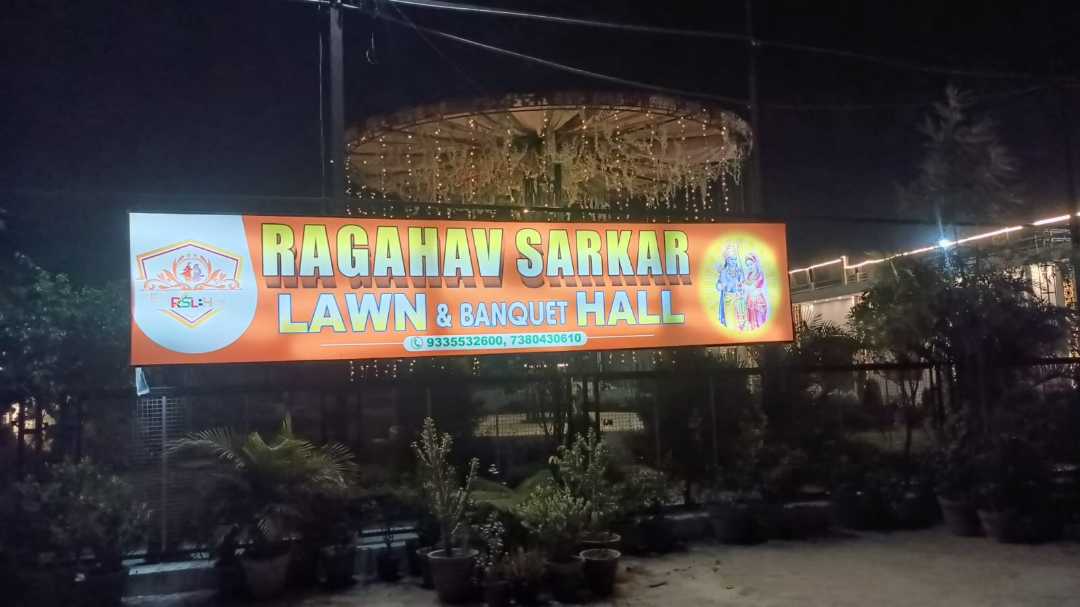 RAGAHAV SARKAR
LAWN & BANQUET HALL
9335532600, 7380430610